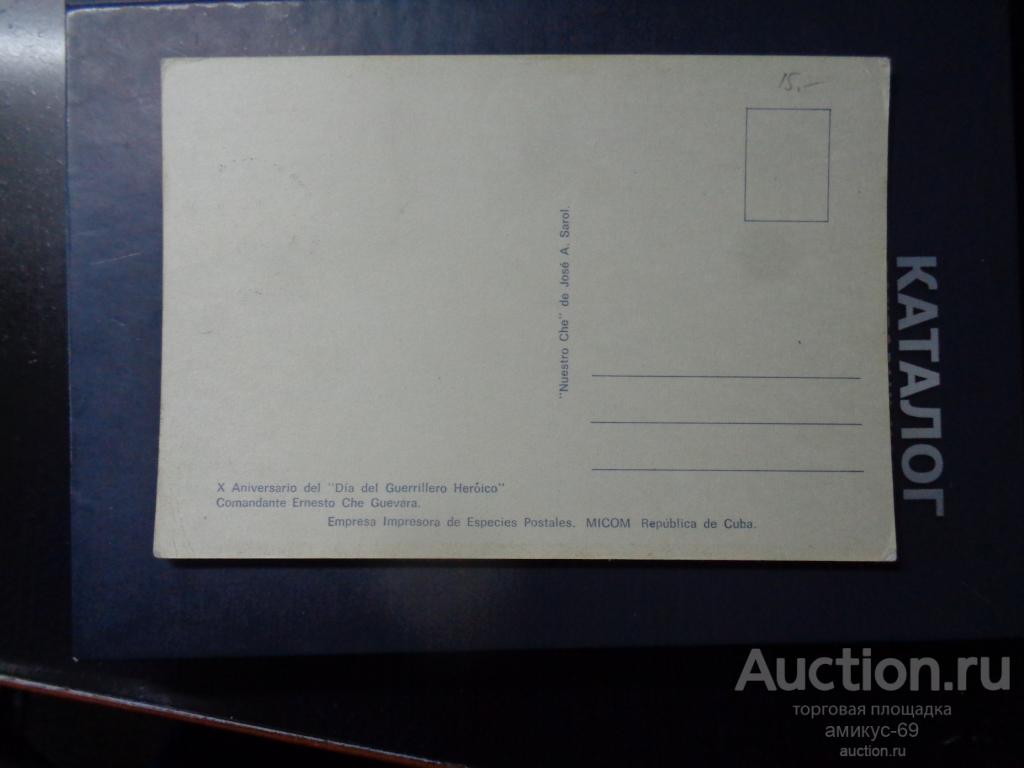 15.–
"Nuestro Che" de José A. Sarol.
X Aniversario del "Día del Guerrillero Heróico"
Comandante Ernesto Che Guevara.
Empresa Impresora de Especies Postales. MICOM República de Cuba.
КАТАЛОГ
Auction.ru
торговая площадка
амикус-69
auction.ru